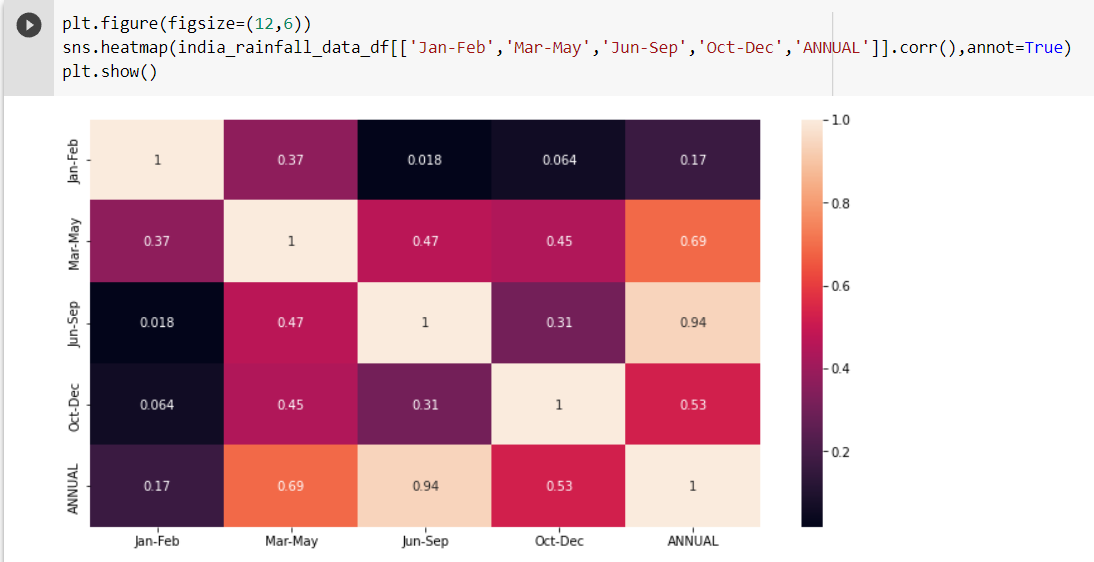 plt.figure(figsize=(12,6))
sns.heatmap(india_rainfall_data_df[['Jan-Feb','Mar-May','Jun-Sep','Oct-Dec','ANNUAL']].corr(),annot=True)
plt.show()
Jan-Feb 1 0.37 0.018 0.064 0.17
Mar-May 0.37 1 0.47 0.45 0.69
Jun-Sep 0.018 0.47 1 0.31 0.94
Oct-Dec 0.064 0.45 0.31 1 0.53
ANNUAL 0.17 0.69 0.94 0.53 1
Jan-Feb Mar-May Jun-Sep Oct-Dec ANNUAL
1.0
0.8
0.6
0.4
0.2